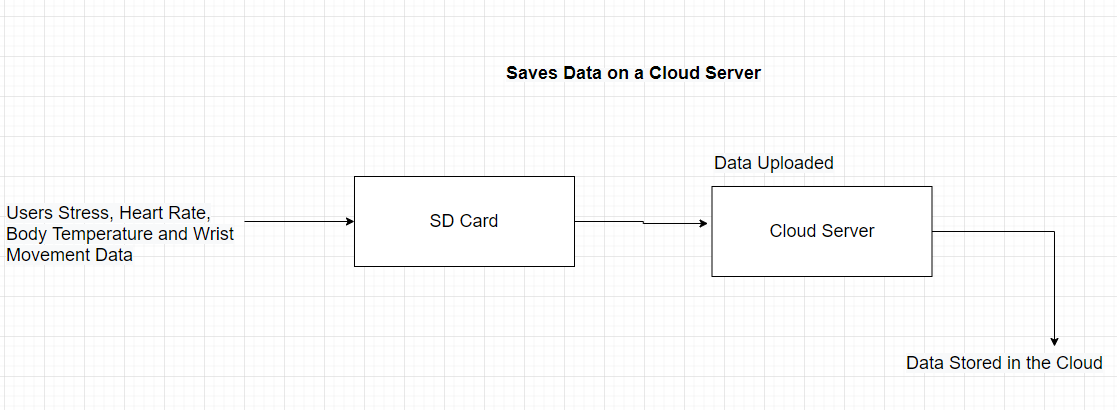 Saves Data on a Cloud Server
Data Uploaded
Users Stress, Heart Rate,
Body Temperature and Wrist
Movement Data
SD Card
Cloud Server
Data Stored in the Cloud